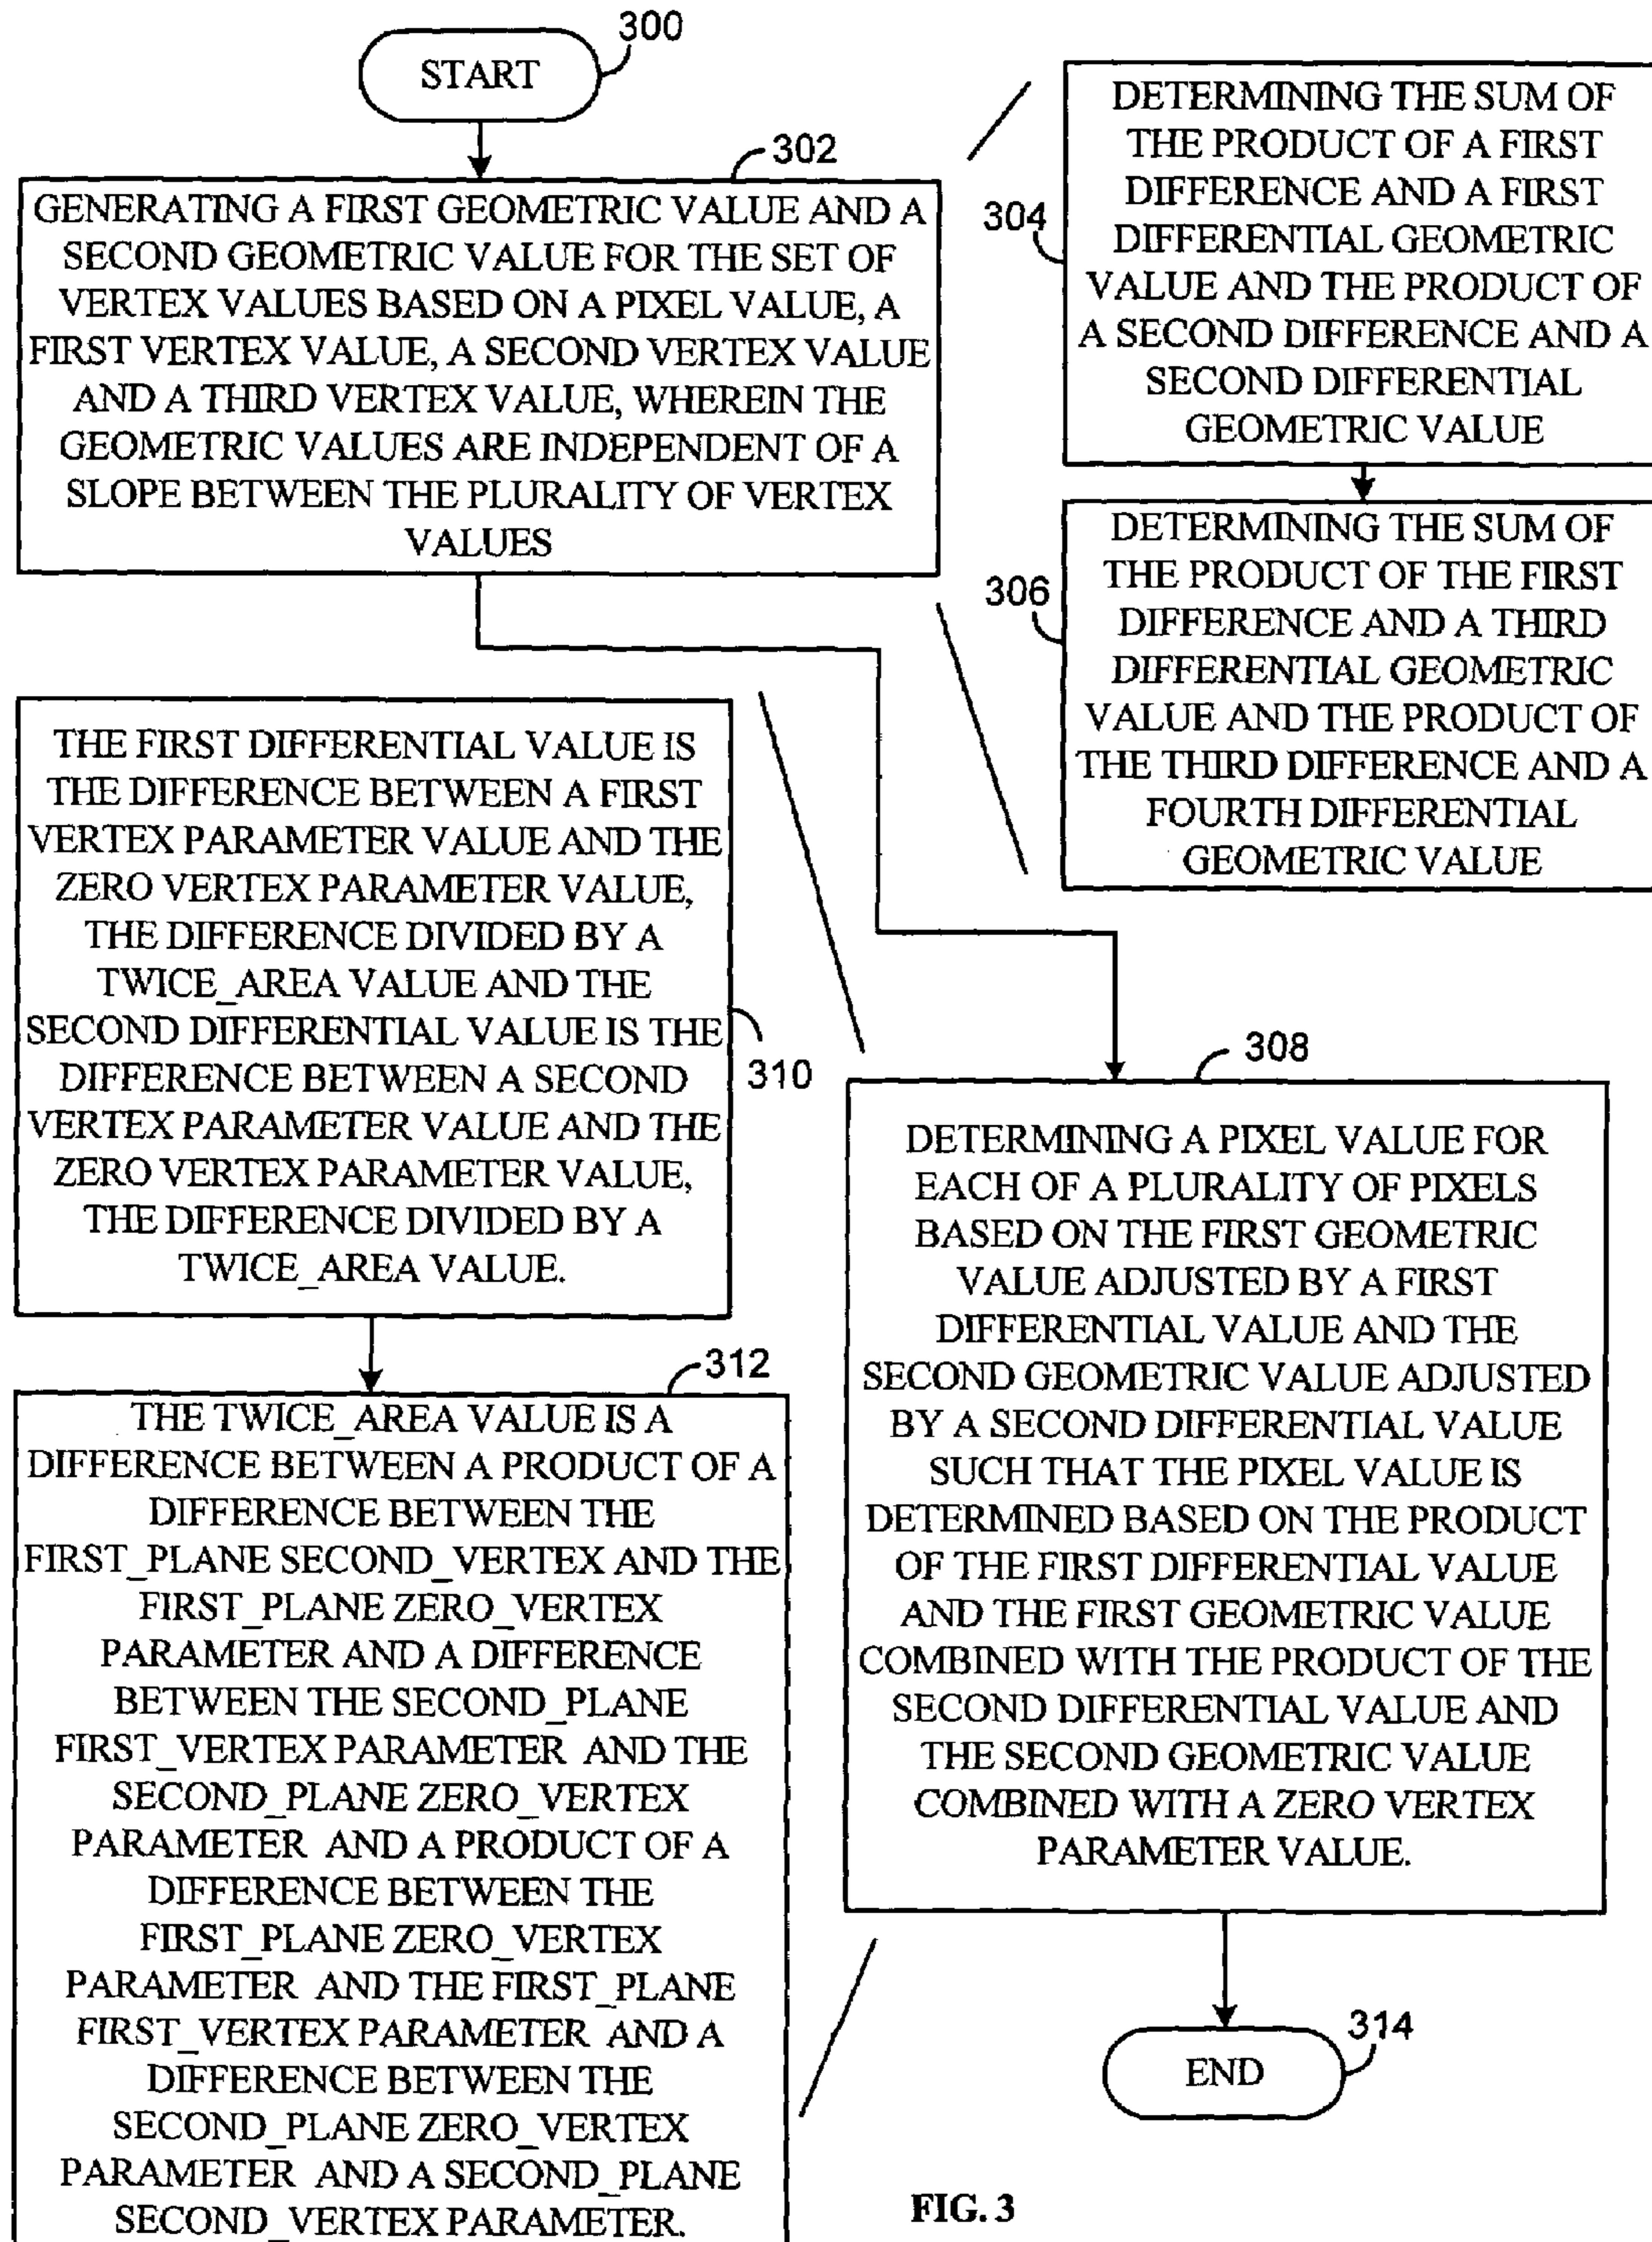 START
300
302
GENERATING A FIRST GEOMETRIC VALUE AND A
SECOND GEOMETRIC VALUE FOR THE SET OF
VERTEX VALUES BASED ON A PIXEL VALUE, A
FIRST VERTEX VALUE, A SECOND VERTEX VALUE
AND A THIRD VERTEX VALUE, WHEREIN THE
GEOMETRIC VALUES ARE INDEPENDENT OF A
SLOPE BETWEEN THE PLURALITY OF VERTEX
VALUES
304
DETERMINING THE SUM OF
THE PRODUCT OF A FIRST
DIFFERENCE AND A FIRST
DIFFERENTIAL GEOMETRIC
VALUE AND THE PRODUCT OF
A SECOND DIFFERENCE AND A
SECOND DIFFERENTIAL
GEOMETRIC VALUE
306
DETERMINING THE SUM OF
THE PRODUCT OF THE FIRST
DIFFERENCE AND A THIRD
DIFFERENTIAL GEOMETRIC
VALUE AND THE PRODUCT OF
THE THIRD DIFFERENCE AND A
FOURTH DIFFERENTIAL
GEOMETRIC VALUE
THE FIRST DIFFERENTIAL VALUE IS
THE DIFFERENCE BETWEEN A FIRST
VERTEX PARAMETER VALUE AND THE
ZERO VERTEX PARAMETER VALUE,
THE DIFFERENCE DIVIDED BY A
TWICE_AREA VALUE AND THE
SECOND DIFFERENTIAL VALUE IS THE
DIFFERENCE BETWEEN A SECOND
VERTEX PARAMETER VALUE AND THE
ZERO VERTEX PARAMETER VALUE,
THE DIFFERENCE DIVIDED BY A
TWICE_AREA VALUE.
310
308
DETERMINING A PIXEL VALUE FOR
EACH OF A PLURALITY OF PIXELS
BASED ON THE FIRST GEOMETRIC
VALUE ADJUSTED BY A FIRST
DIFFERENTIAL VALUE AND THE
SECOND GEOMETRIC VALUE ADJUSTED
BY A SECOND DIFFERENTIAL VALUE
SUCH THAT THE PIXEL VALUE IS
DETERMINED BASED ON THE PRODUCT
OF THE FIRST DIFFERENTIAL VALUE
AND THE FIRST GEOMETRIC VALUE
COMBINED WITH THE PRODUCT OF THE
SECOND DIFFERENTIAL VALUE AND
THE SECOND GEOMETRIC VALUE
COMBINED WITH A ZERO VERTEX
PARAMETER VALUE.
312
THE TWICE_AREA VALUE IS A
DIFFERENCE BETWEEN A PRODUCT OF A
DIFFERENCE BETWEEN THE
FIRST_PLANE SECOND_VERTEX AND THE
FIRST_PLANE ZERO_VERTEX
PARAMETER AND A DIFFERENCE
BETWEEN THE SECOND_PLANE
FIRST_VERTEX PARAMETER AND THE
SECOND_PLANE ZERO_VERTEX
PARAMETER AND A PRODUCT OF A
DIFFERENCE BETWEEN THE
FIRST_PLANE ZERO_VERTEX
PARAMETER AND THE FIRST_PLANE
FIRST_VERTEX PARAMETER AND A
DIFFERENCE BETWEEN THE
SECOND_PLANE ZERO_VERTEX
PARAMETER AND A SECOND_PLANE
SECOND_VERTEX PARAMETER.
END
314
FIG. 3